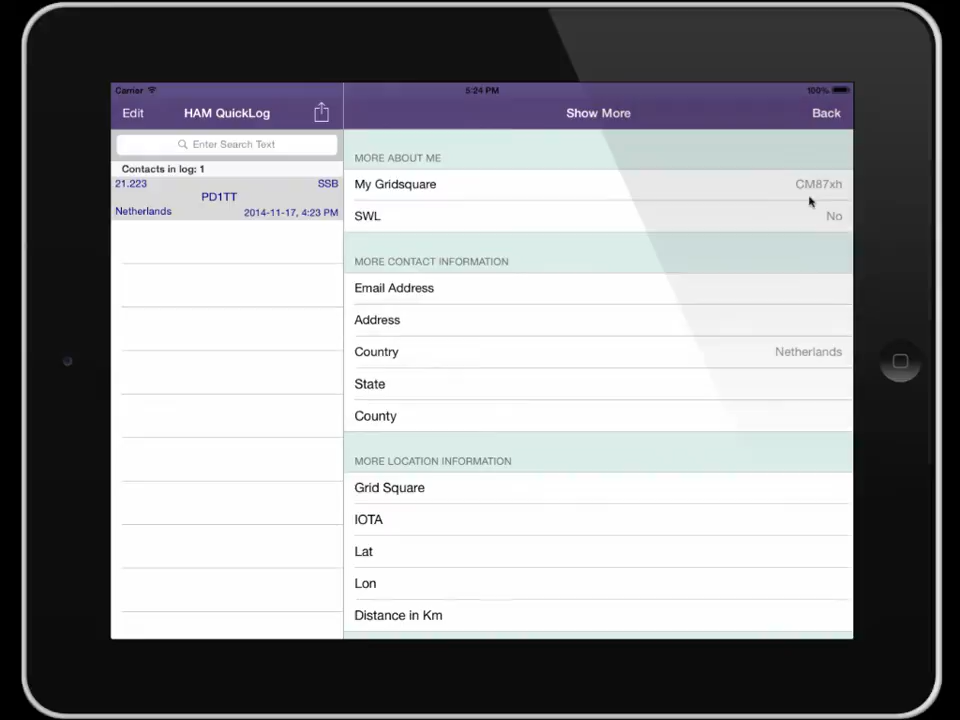 Carrier 5:24 PM 100%
Edit HAM QuickLog
Show More Back
Enter Search Text
Contacts in log: 1
21.223 SSB
PD1TT
Netherlands 2014-11-17, 4:23 PM
MORE ABOUT ME
My Gridsquare CM87xh
SWL No
MORE CONTACT INFORMATION
Email Address
Address
Country Netherlands
State
County
MORE LOCATION INFORMATION
Grid Square
IOTA
Lat
Lon
Distance in Km